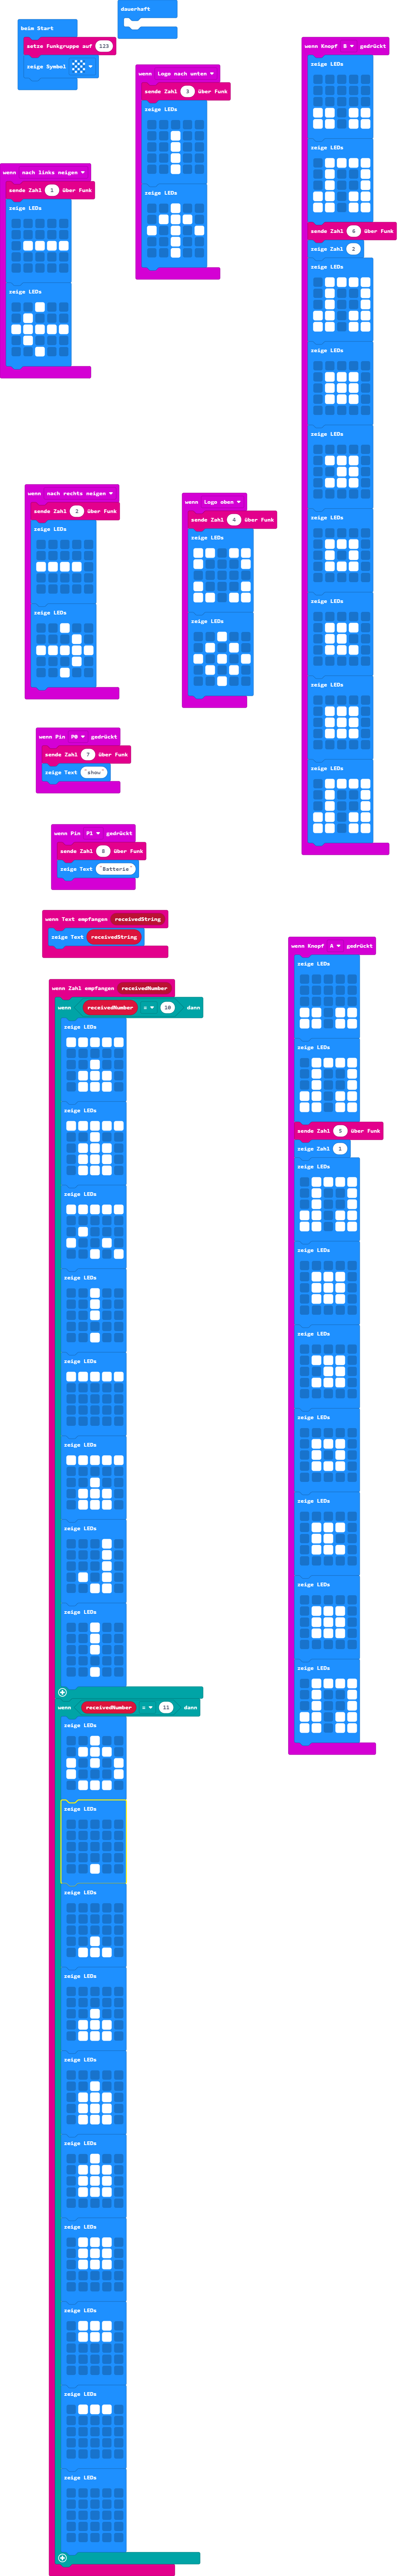 dauerhaft
beim Start
setze Funkgruppe auf 123
zeige Symbol
wenn Knopf B gedrückt
zeige LEDs
zeige LEDs
sende Zahl 6 über Funk
zeige Zahl 2
zeige LEDs
zeige LEDs
zeige LEDs
zeige LEDs
zeige LEDs
zeige LEDs
zeige LEDs
wenn Logo nach unten
sende Zahl 3 über Funk
zeige LEDs
zeige LEDs
wenn nach links neigen
sende Zahl 1 über Funk
zeige LEDs
zeige LEDs
wenn nach rechts neigen
sende Zahl 2 über Funk
zeige LEDs
zeige LEDs
wenn Logo oben
sende Zahl 4 über Funk
zeige LEDs
zeige LEDs
wenn Pin P0 gedrückt
sende Zahl 7 über Funk
zeige Text "show"
wenn Pin P1 gedrückt
sende Zahl 8 über Funk
zeige Text "Batterie"
wenn Text empfangen receivedString
zeige Text receivedString
wenn Knopf A gedrückt
zeige LEDs
zeige LEDs
sende Zahl 5 über Funk
zeige Zahl 1
zeige LEDs
zeige LEDs
zeige LEDs
zeige LEDs
zeige LEDs
zeige LEDs
zeige LEDs
wenn Zahl empfangen receivedNumber
wenn receivedNumber = 10 dann
zeige LEDs
zeige LEDs
zeige LEDs
zeige LEDs
zeige LEDs
zeige LEDs
zeige LEDs
zeige LEDs
wenn receivedNumber = 11 dann
zeige LEDs
zeige LEDs
zeige LEDs
zeige LEDs
zeige LEDs
zeige LEDs
zeige LEDs
zeige LEDs
zeige LEDs
zeige LEDs